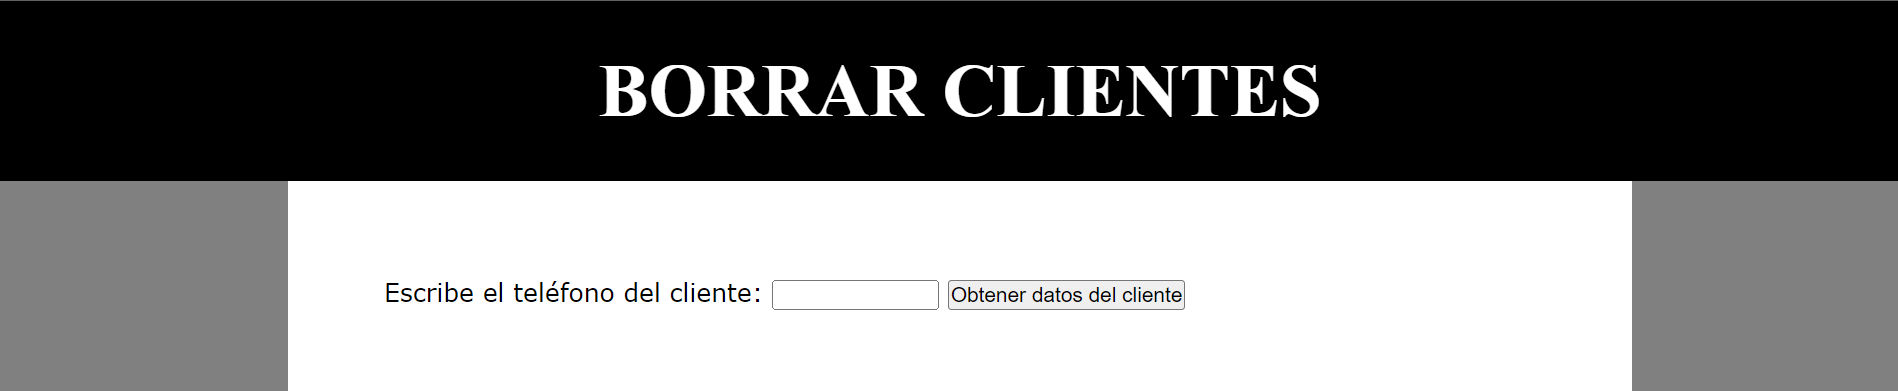 BORRAR CLIENTES
Escribe el teléfono del cliente: Obtener datos del cliente